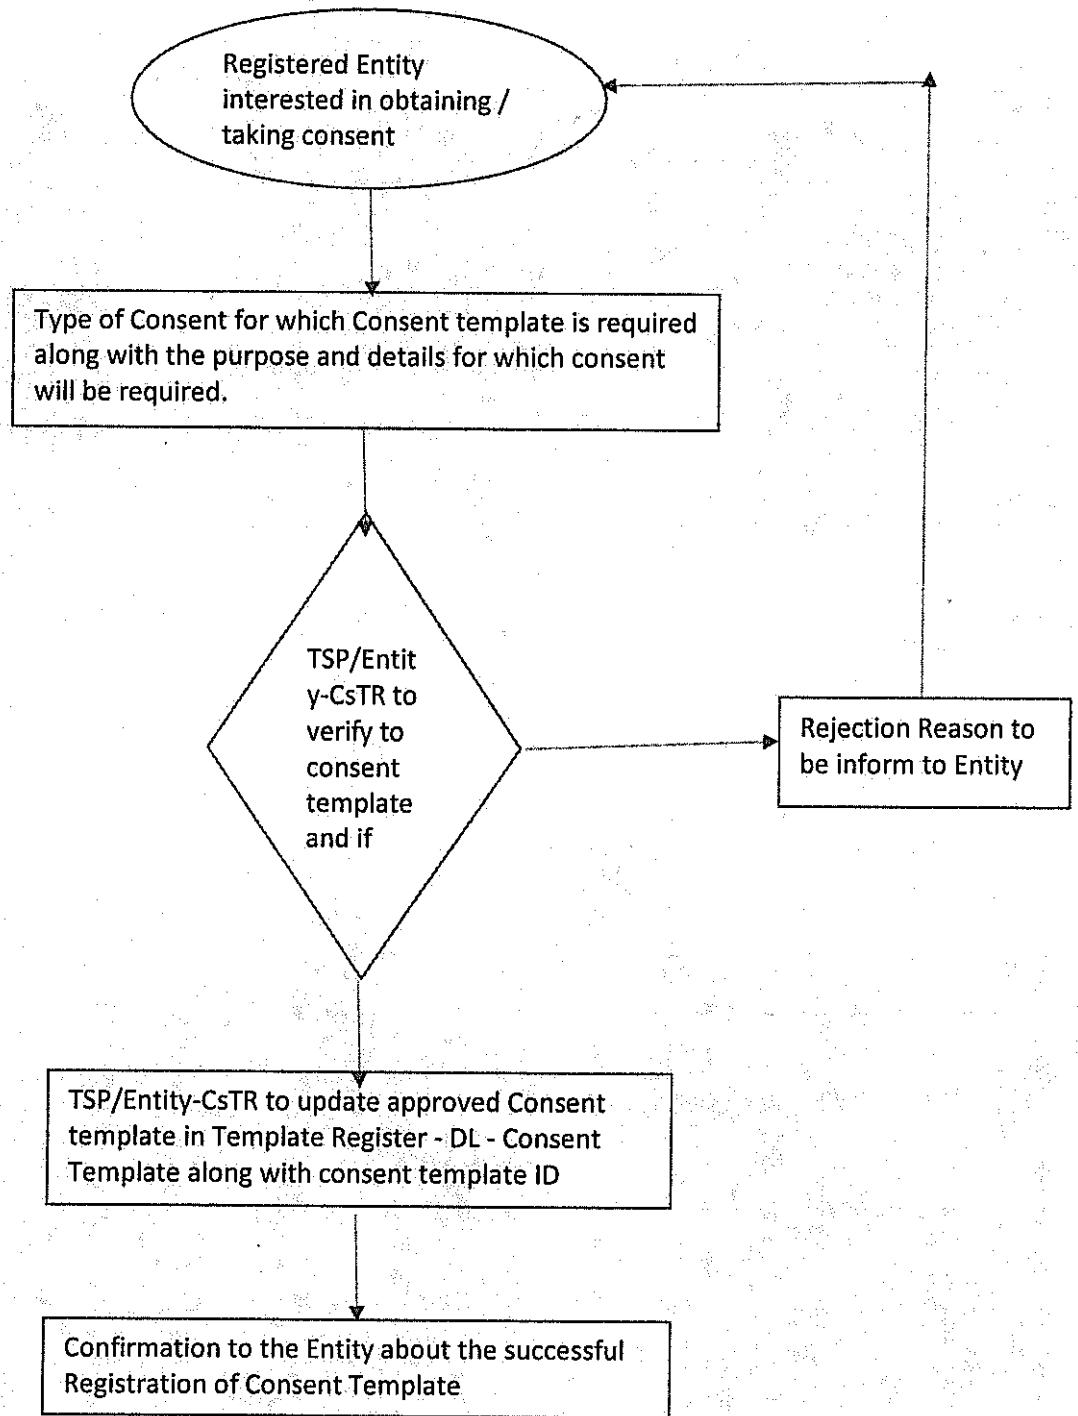 Registered Entity
interested in obtaining /
taking consent
Type of Consent for which Consent template is required
along with the purpose and details for which consent
will be required.
TSP/Entit
y-CsTR to
verify to
consent
template
and if
Rejection Reason to
be inform to Entity
TSP/Entity-CsTR to update approved Consent
template in Template Register - DL - Consent
Template along with consent template ID
Confirmation to the Entity about the successful
Registration of Consent Template